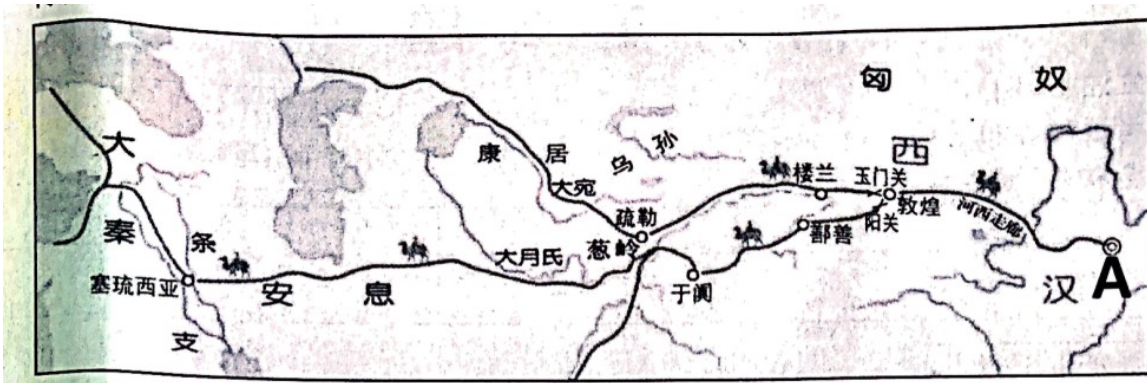 匈 奴
大
康 居
乌 孙
西
楼兰
玉门关
大宛
敦煌
河西走廊
疏勒
阳关
秦
条
葱岭
鄯善
A
大月氏
塞琉西亚
安 息
于阗
汉
支